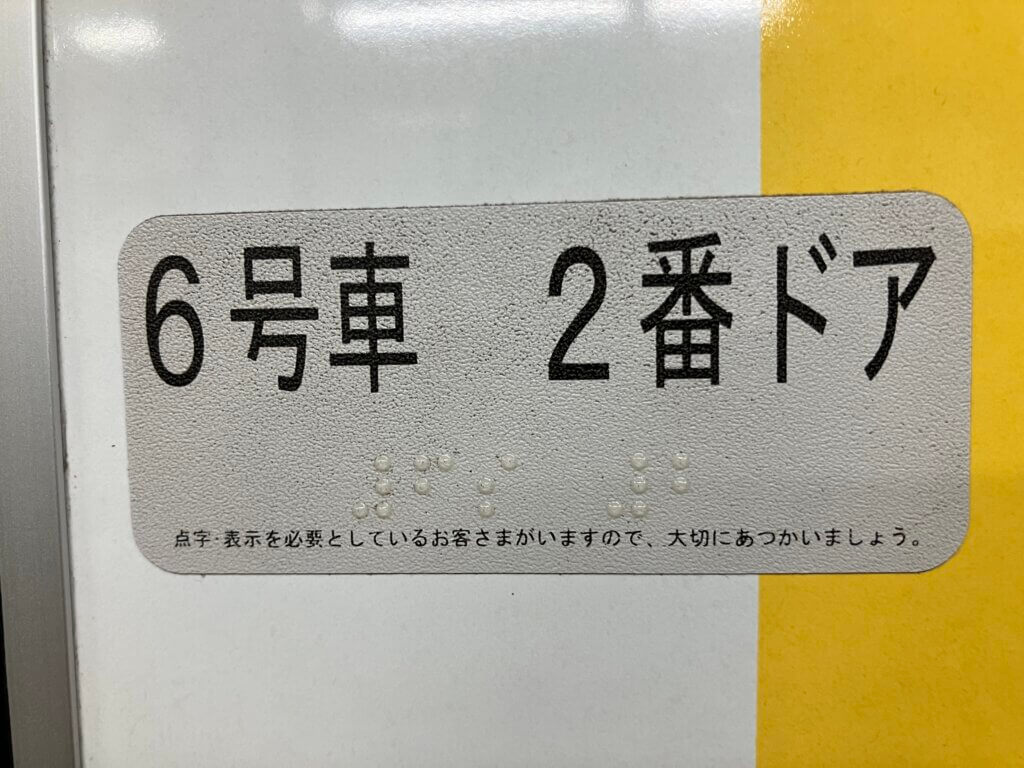 6号車 2番ドア
⠼⠋⠎ ⠼⠃
点字・表示を必要としているお客さまがいますので、大切にあつかいましょう。